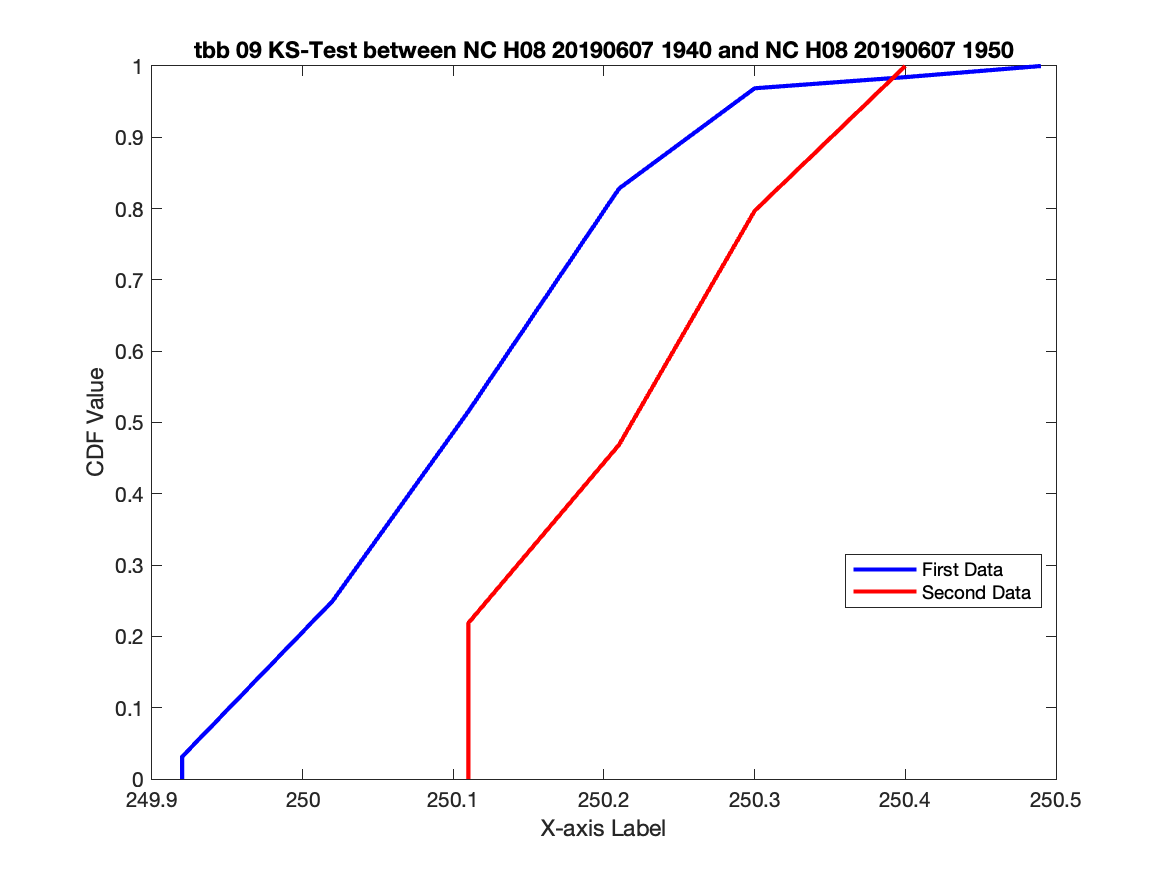 tbb 09 KS-Test between NC H08 20190607 1940 and NC H08 20190607 1950
1
0.9
0.8
0.7
0.6
0.5
0.4
0.3
0.2
0.1
0
CDF Value
First Data
Second Data
249.9 250 250.1 250.2 250.3 250.4 250.5
X-axis Label